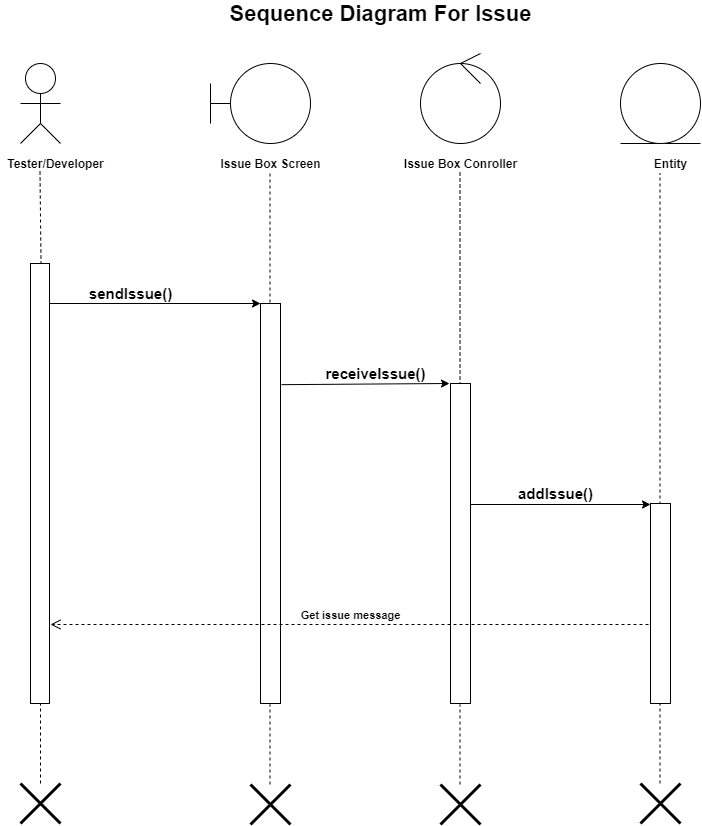 Sequence Diagram For Issue
Tester/Developer
Issue Box Screen
Issue Box Conroller
Entity
sendIssue()
receiveIssue()
addIssue()
Get issue message